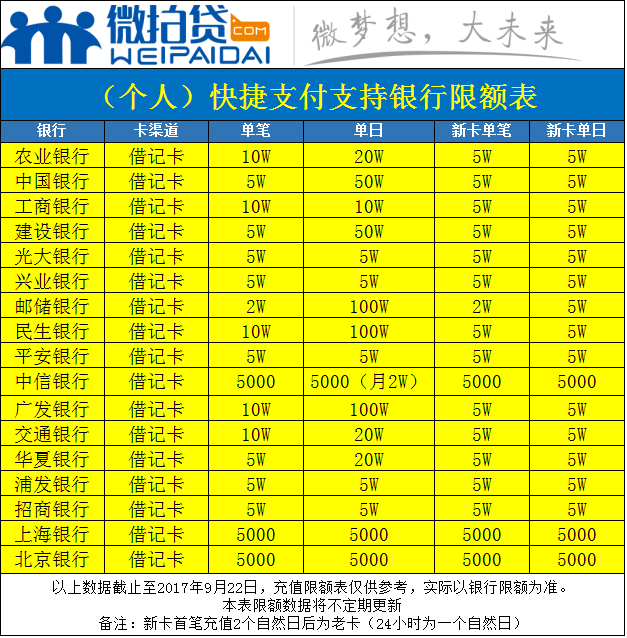 微拍贷.com
WEIPAIDAI
微梦想，大未来
（个人）快捷支付支持银行限额表
银行 卡渠道 单笔 单日 新卡单笔 新卡单日
农业银行 借记卡 10W 20W 5W 5W
中国银行 借记卡 5W 50W 5W 5W
工商银行 借记卡 10W 10W 5W 5W
建设银行 借记卡 5W 50W 5W 5W
光大银行 借记卡 5W 5W 5W 5W
兴业银行 借记卡 5W 5W 5W 5W
邮储银行 借记卡 2W 100W 2W 5W
民生银行 借记卡 10W 100W 5W 5W
平安银行 借记卡 5W 5W 5W 5W
中信银行 借记卡 5000 5000（月2W） 5000 5000
广发银行 借记卡 10W 100W 5W 5W
交通银行 借记卡 10W 20W 5W 5W
华夏银行 借记卡 5W 20W 5W 5W
浦发银行 借记卡 5W 5W 5W 5W
招商银行 借记卡 5W 5W 5W 5W
上海银行 借记卡 5000 5000 5000 5000
北京银行 借记卡 5000 5000 5000 5000
以上数据截止至2017年9月22日，充值限额表仅供参考，实际以银行限额为准。
本表限额数据将不定期更新
备注：新卡首笔充值2个自然日后为老卡（24小时为一个自然日）